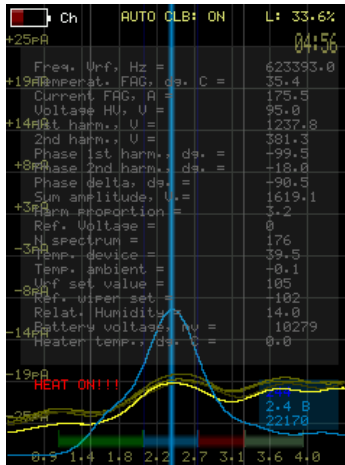 Ch AUTO CLB: ON L: 33.6%
+25pA
04:56
Freq. Vrf, Hz = 623393.0
+19pA
Temperat. FAG, dg. C = 35.4
Current FAG, A = 175.5
Voltage HV, V = 95.0
+14pA
1st harm., V = 1237.8
2nd harm., V = 381.3
Phase 1st harm., dg. = -99.5
+8pA
Phase 2nd harm., dg. = -18.0
Phase delta, dg. = -90.5
Sum amplitude, V.= 1619.1
+3pA
Harm proportion = 3.2
Ref. Voltage = 0
N spectrum = 176
-3pA
Temp. device = 39.5
Temp. ambient = -0.1
Vrf set value = 105
-8pA
Ref. wiper set = -102
Relat. Humidity = 14.0
Battery voltage, mv = 10279
-14pA
Heater temp., dg. C = 0.0
-19pA
HEAT ON!!!
2.4 B
22170
-25pA
0.9 1.4 1.8 2.2 2.7 3.1 3.6 4.0